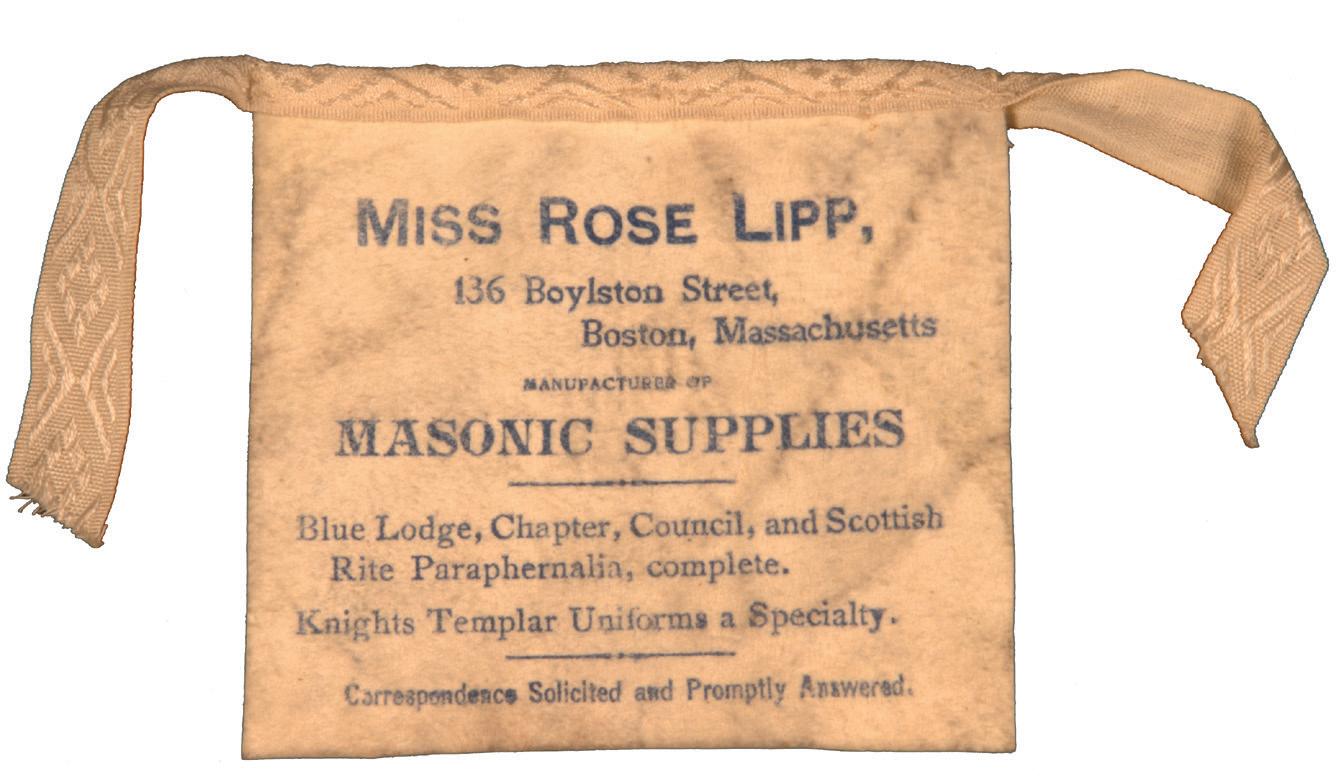 MISS ROSE LIPP,
136 Boylston Street,
Boston, Massachusetts
MANUFACTURER OF
MASONIC SUPPLIES
Blue Lodge, Chapter, Council, and Scottish
Rite Paraphernalia, complete.
Knights Templar Uniforms a Specialty.
Correspondence Solicited and Promptly Answered.